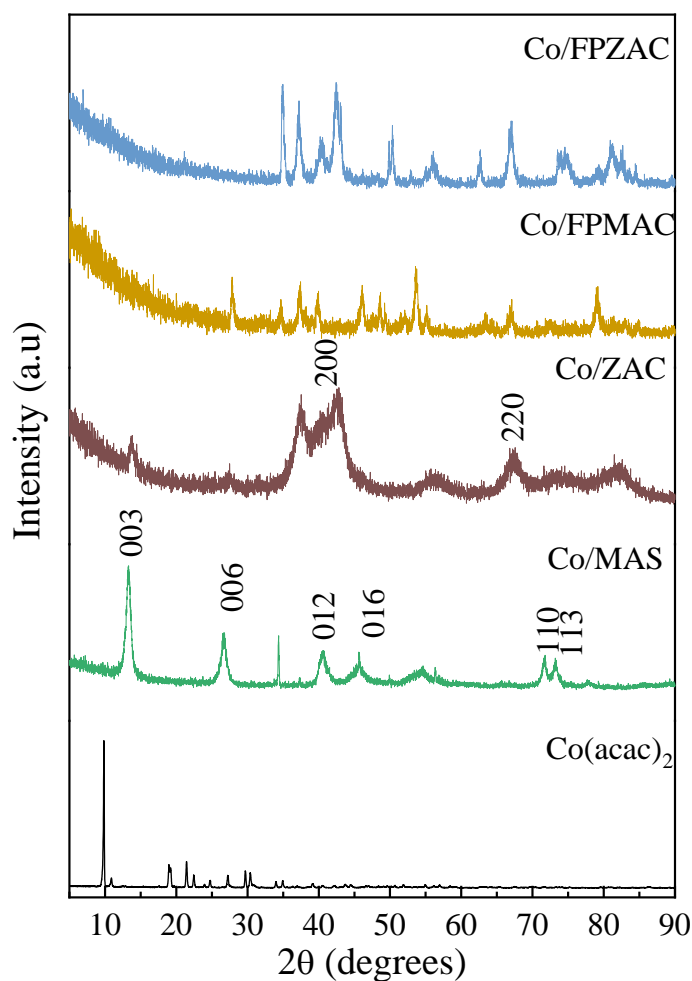 Co/FPZAC
Co/FPMAC
200
Co/ZAC
220
Intensity (a.u)
003
Co/MAS
006
012
016
110
113
Co(acac)₂
10 20 30 40 50 60 70 80 90
2θ (degrees)